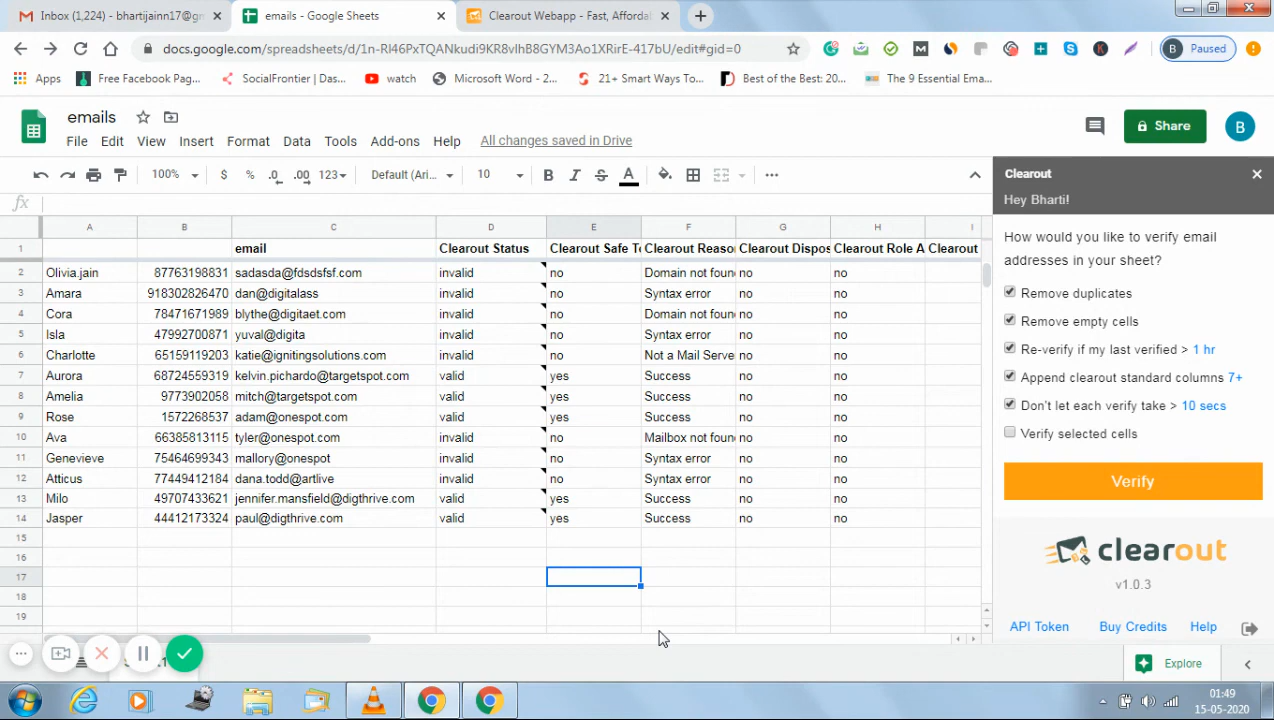 Inbox (1,224) - bhartijainn17@gm
emails - Google Sheets
Clearout Webapp - Fast, Affordab
docs.google.com/spreadsheets/d/1n-RI46PxTQANkudi9KR8vIhB8GYM3Ao1XRirE-417bU/edit#gid=0
B Paused
Apps
Free Facebook Pag...
SocialFrontier | Das...
watch
Microsoft Word - 2...
21+ Smart Ways To...
Best of the Best: 20...
The 9 Essential Ema...
emails
File Edit View Insert Format Data Tools Add-ons Help All changes saved in Drive
Share
B
100% $ % .0 .00 123 Default (Ari... 10 B I S A
fx
A B C D E F G H I
1 email Clearout Status Clearout Safe To Clearout Reason Clearout Dispos Clearout Role A Clearout
2 Olivia.jain 87763198831 sadasda@fdsdsfsf.com invalid no Domain not foun no no
3 Amara 918302826470 dan@digitalass invalid no Syntax error no no
4 Cora 78471671989 blythe@digitaet.com invalid no Domain not foun no no
5 Isla 47992700871 yuval@digita invalid no Syntax error no no
6 Charlotte 65159119203 katie@ignitingsolutions.com invalid no Not a Mail Serve no no
7 Aurora 68724559319 kelvin.pichardo@targetspot.com valid yes Success no no
8 Amelia 9773902058 mitch@targetspot.com valid yes Success no no
9 Rose 1572268537 adam@onespot.com valid yes Success no no
10 Ava 66385813115 tyler@onespot.com invalid no Mailbox not foun no no
11 Genevieve 75464699343 mallory@onespot invalid no Syntax error no no
12 Atticus 77449412184 dana.todd@artlive invalid no Syntax error no no
13 Milo 49707433621 jennifer.mansfield@digthrive.com valid yes Success no no
14 Jasper 44412173324 paul@digthrive.com valid yes Success no no
15
16
17
18
19
Clearout
Hey Bharti!
How would you like to verify email
addresses in your sheet?
Remove duplicates
Remove empty cells
Re-verify if my last verified > 1 hr
Append clearout standard columns 7+
Don't let each verify take > 10 secs
Verify selected cells
Verify
clearout
v1.0.3
API Token Buy Credits Help
Explore
01:49
15-05-2020